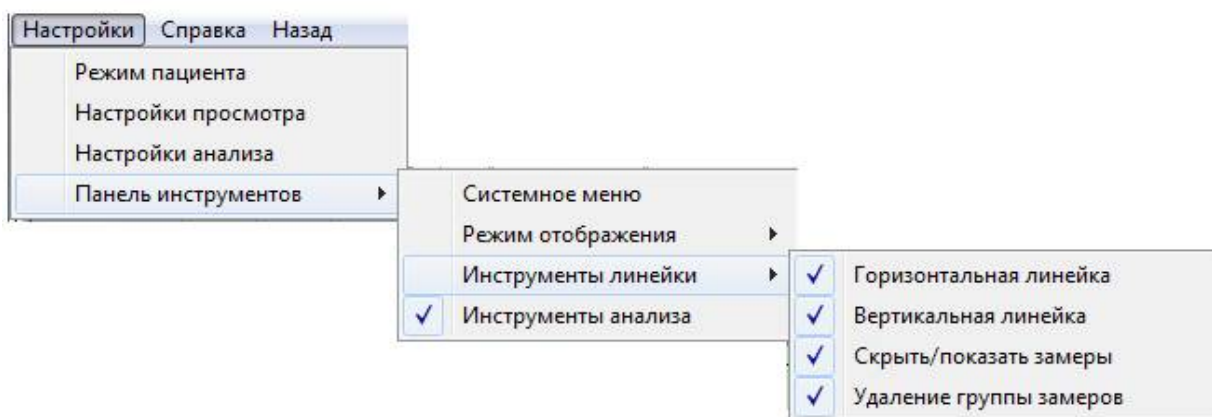 Настройки Справка Назад
Режим пациента
Настройки просмотра
Настройки анализа
Панель инструментов
Системное меню
Режим отображения
Инструменты линейки
Инструменты анализа
Горизонтальная линейка
Вертикальная линейка
Скрыть/показать замеры
Удаление группы замеров